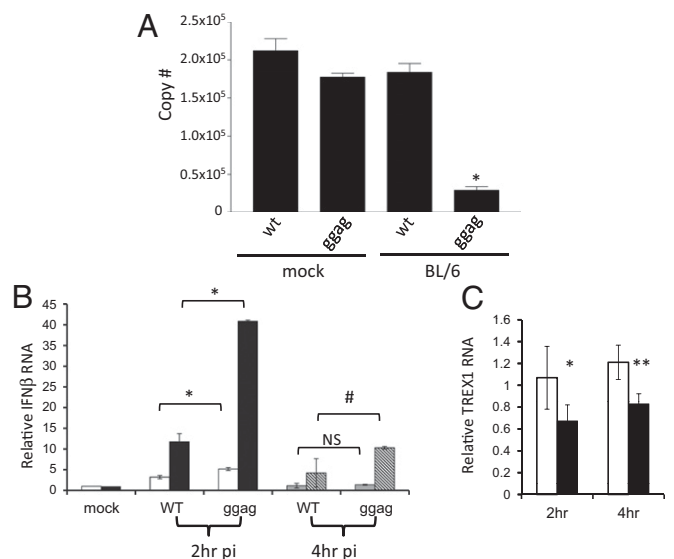 A
Copy #
2.5x10⁵
2.0x10⁵
1.5x10⁵
1.0x10⁵
0.5x10⁵
0
*
wt
ggag
wt
ggag
mock
BL/6
B
Relative IFNβ RNA
45
40
35
30
25
20
15
10
5
0
*
*
#
NS
mock
WT
ggag
WT
ggag
2hr pi
4hr pi
C
Relative TREX1 RNA
1.6
1.4
1.2
1
0.8
0.6
0.4
0.2
0
*
**
2hr
4hr